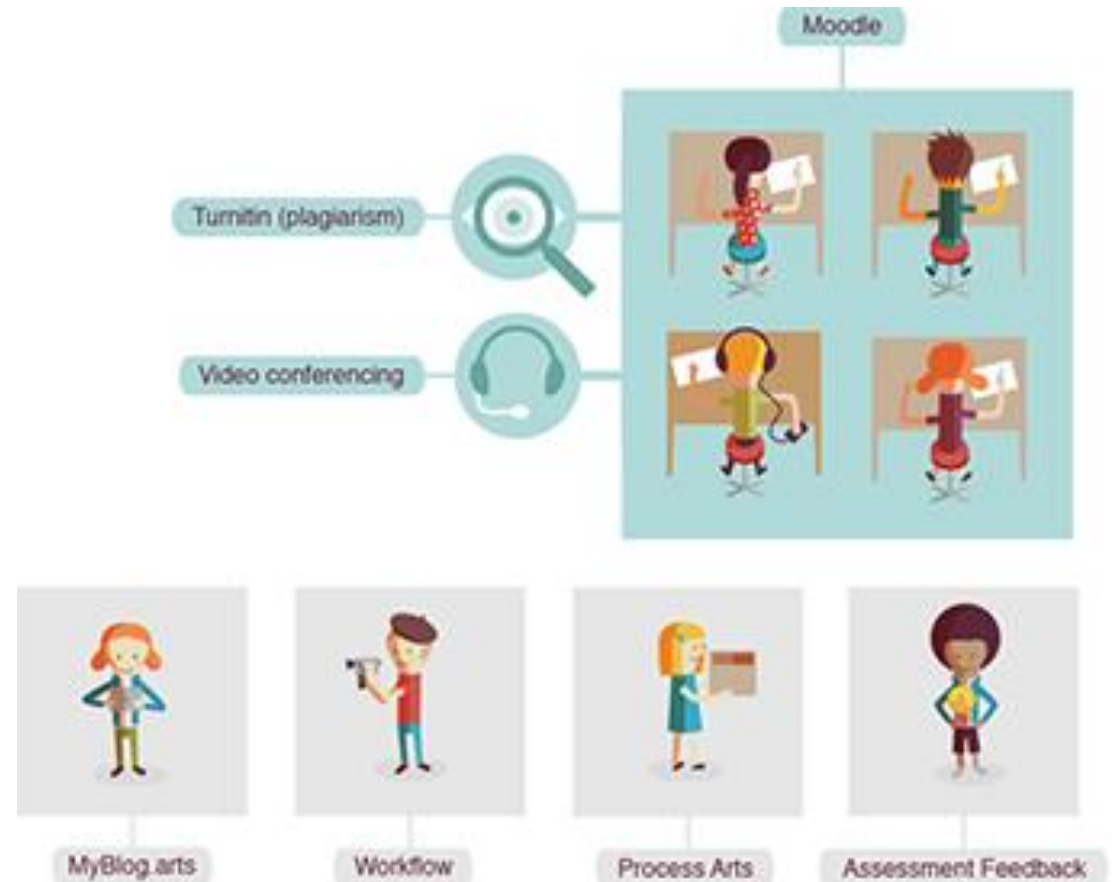 Moodle
Turnitin (plagiarism)
Video conferencing
MyBlog.arts
Workflow
Process Arts
Assessment Feedback